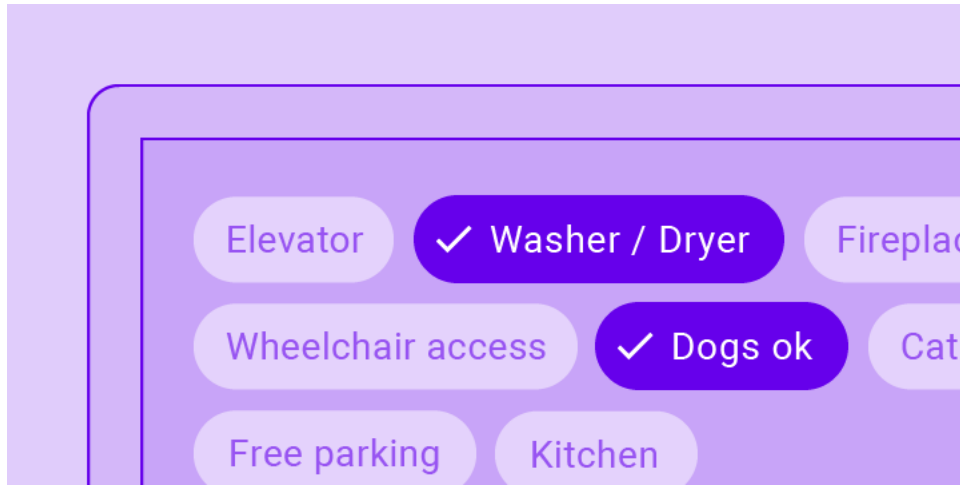 Elevator Washer / Dryer
Wheelchair access Dogs ok
Free parking Kitchen